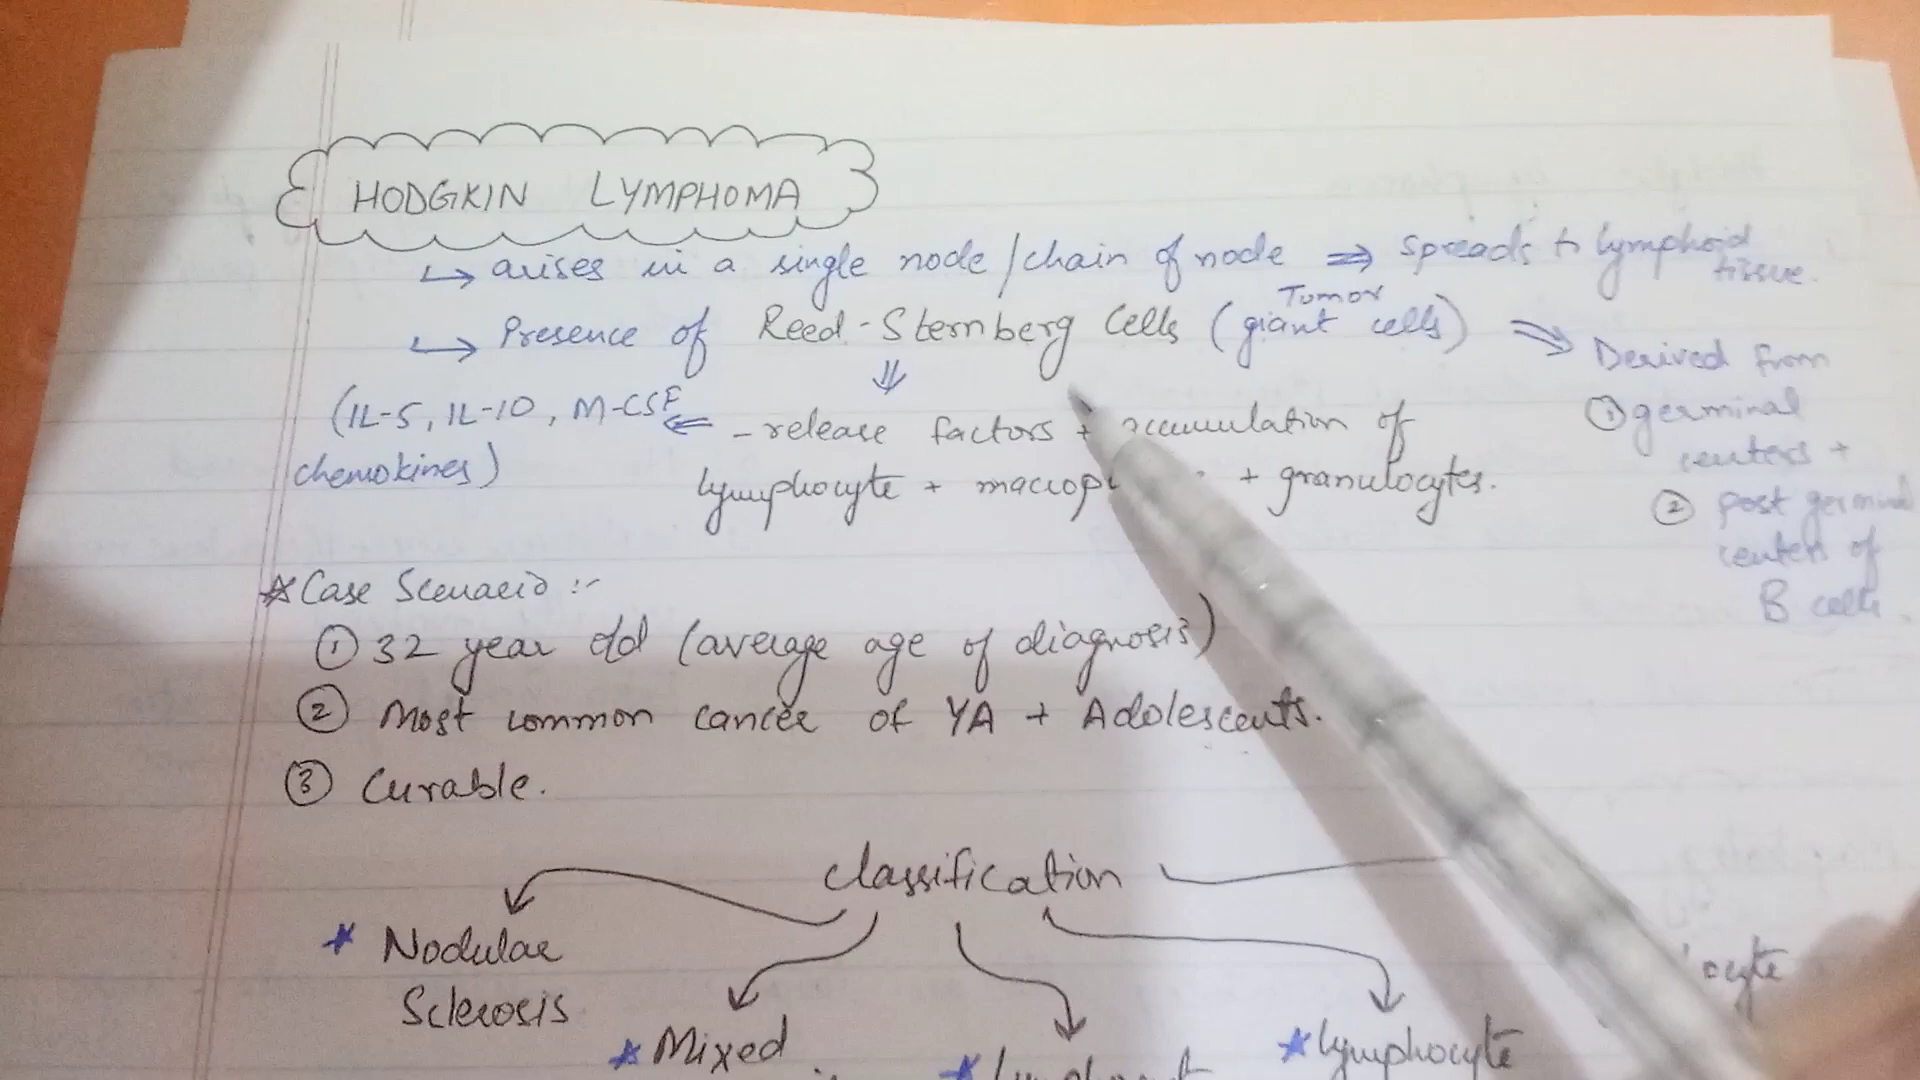 HODGKIN LYMPHOMA
↳ arises in a single node/chain of node ⇒ spreads to lymphoid tissue.
↳ Presence of Reed-Sternberg Cells (giant Tumor cells) ⇒ Derived from
① germinal centers +
② post germinal centers of B cells.
(IL-5, IL-10, M-CSF ⇐ - release factors + accumulation of
chemokines)
lymphocyte + + granulocytes.
* Case Scenario :-
① 32 year old (average age of diagnosis)
② Most common cancer of YA + Adolescents.
③ Curable.
classification
* Nodular
Sclerosis
* Mixed
* lymphocyte